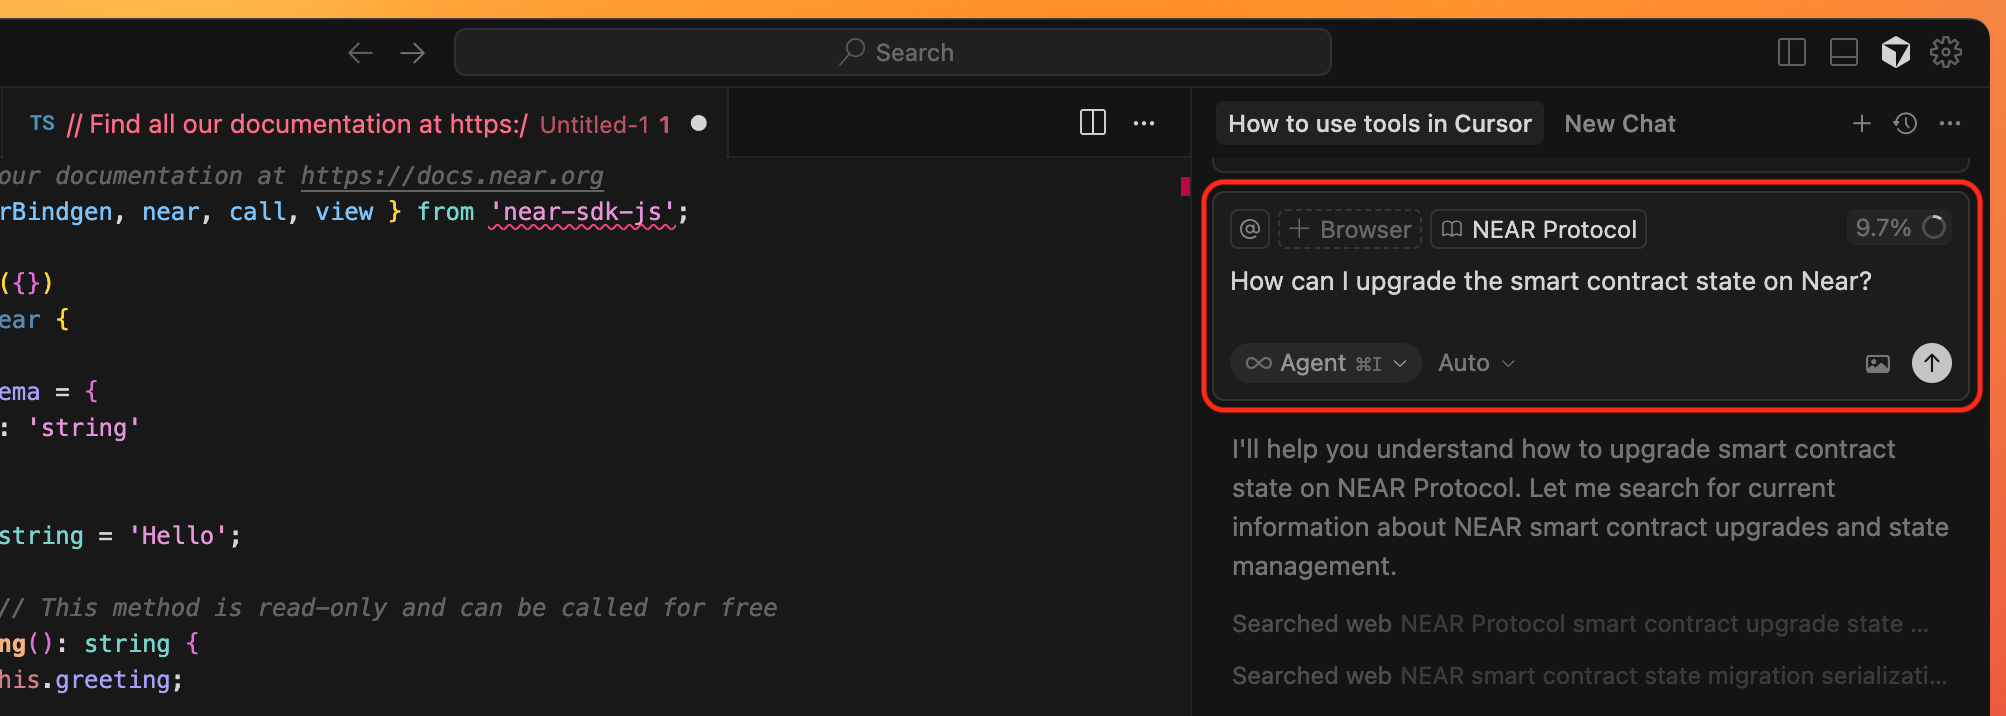 Search
TS // Find all our documentation at https:/ Untitled-1 1
our documentation at https://docs.near.org
rBindgen, near, call, view } from 'near-sdk-js';
({})
ear {
ema = {
: 'string'
string = 'Hello';
// This method is read-only and can be called for free
ng(): string {
his.greeting;
How to use tools in Cursor New Chat
@ + Browser NEAR Protocol 9.7%
How can I upgrade the smart contract state on Near?
Agent ⌘I Auto
I'll help you understand how to upgrade smart contract
state on NEAR Protocol. Let me search for current
information about NEAR smart contract upgrades and state
management.
Searched web NEAR Protocol smart contract upgrade state ...
Searched web NEAR smart contract state migration serializati...